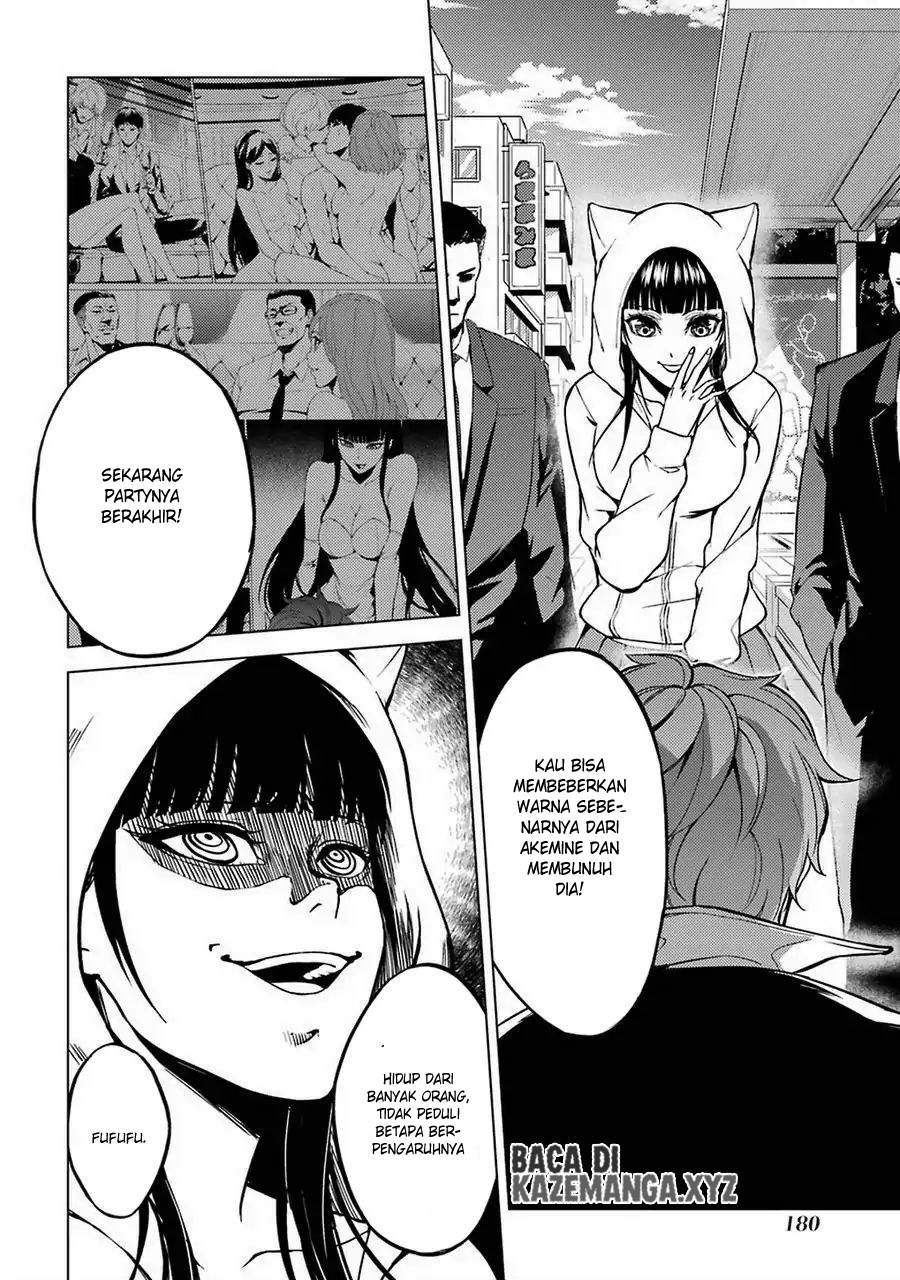 KAU BISA
MEMBEBERKAN
WARNA SEBE-
NARNYA DARI
AKEMINE DAN
MEMBUNUH
DIA!
SEKARANG
PARTYNYA
BERAKHIR!
HIDUP DARI
BANYAK ORANG,
TIDAK PEDULI
BETAPA BER-
PENGARUHNYA
FUFUFU.
BACA DI
KAZEMANGA.XYZ
180